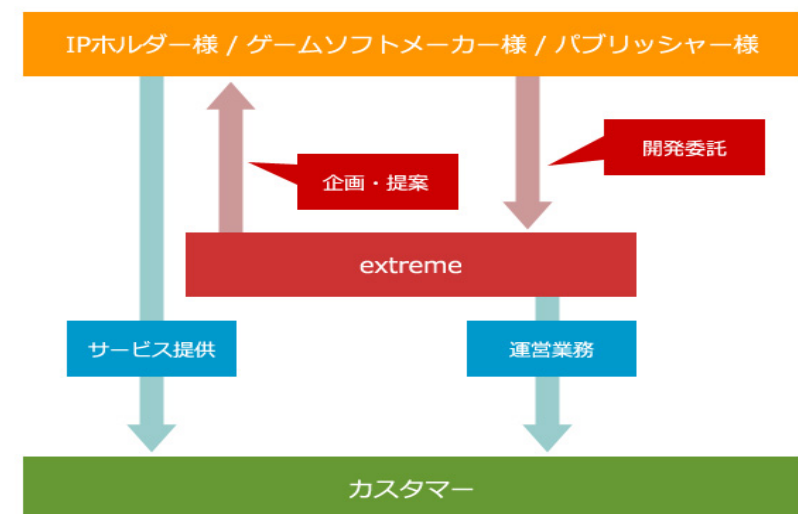 IPホルダー様 / ゲームソフトメーカー様 / パブリッシャー様
開発委託
企画・提案
extreme
サービス提供
運営業務
カスタマー